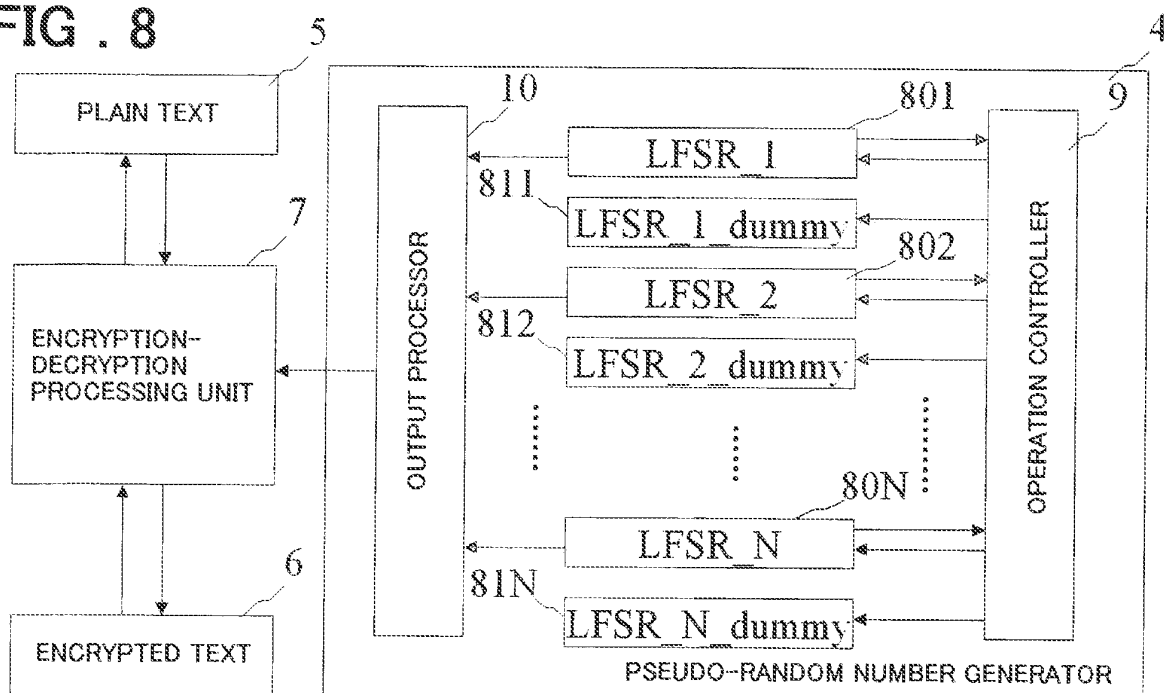 FIG . 8
5
4
PLAIN TEXT
10
801
9
LFSR_1
811
LFSR_1_dummy
7
802
LFSR_2
812
LFSR_2_dummy
ENCRYPTION-
DECRYPTION
PROCESSING UNIT
OUTPUT PROCESSOR
OPERATION CONTROLLER
80N
LFSR_N
6
81N
LFSR_N_dummy
ENCRYPTED TEXT
PSEUDO-RANDOM NUMBER GENERATOR